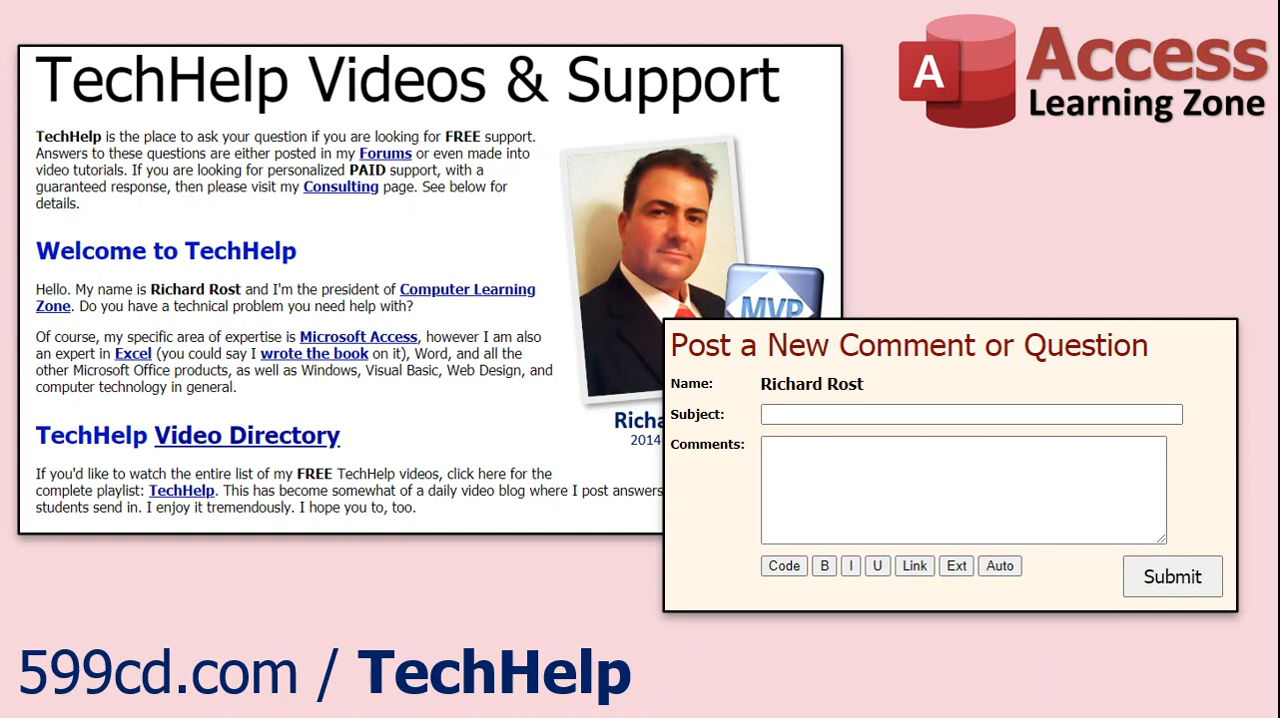 TechHelp Videos & Support
TechHelp is the place to ask your question if you are looking for FREE support.
Answers to these questions are either posted in my Forums or even made into
video tutorials. If you are looking for personalized PAID support, with a
guaranteed response, then please visit my Consulting page. See below for
details.
Welcome to TechHelp
Hello. My name is Richard Rost and I'm the president of Computer Learning
Zone. Do you have a technical problem you need help with?
Of course, my specific area of expertise is Microsoft Access, however I am also
an expert in Excel (you could say I wrote the book on it), Word, and all the
other Microsoft Office products, as well as Windows, Visual Basic, Web Design, and
computer technology in general.
TechHelp Video Directory
If you'd like to watch the entire list of my FREE TechHelp videos, click here for the
complete playlist: TechHelp. This has become somewhat of a daily video blog where I post answers
students send in. I enjoy it tremendously. I hope you to, too.
MVP
Richa
2014
A
Access
Learning Zone
Post a New Comment or Question
Name: Richard Rost
Subject:
Comments:
Code B I U Link Ext Auto
Submit
599cd.com / TechHelp